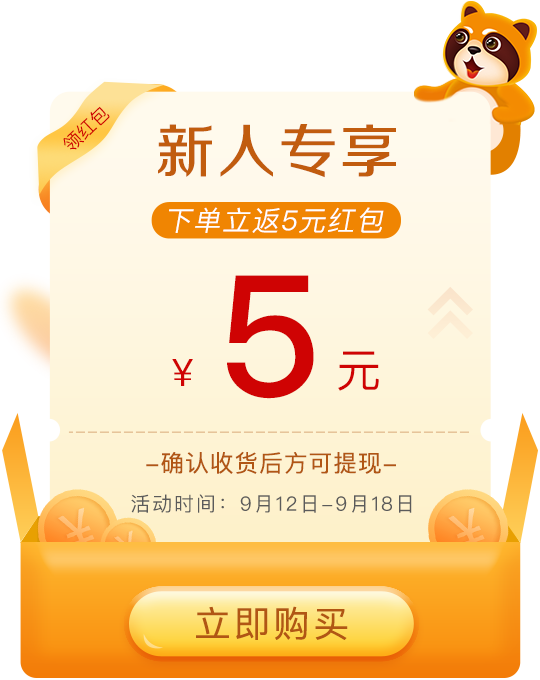 领红包
新人专享
下单立返5元红包
¥ 5 元
-确认收货后方可提现-
活动时间：9月12日-9月18日
¥ ¥ ¥
立即购买